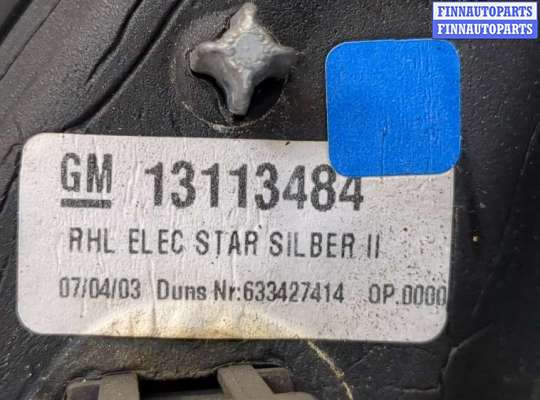 FINNAUTOPARTS
FINNAUTOPARTS
GM 13113484
RHL ELEC STAR SILBER II
07/04/03 Duns Nr:633427414 OP.0000